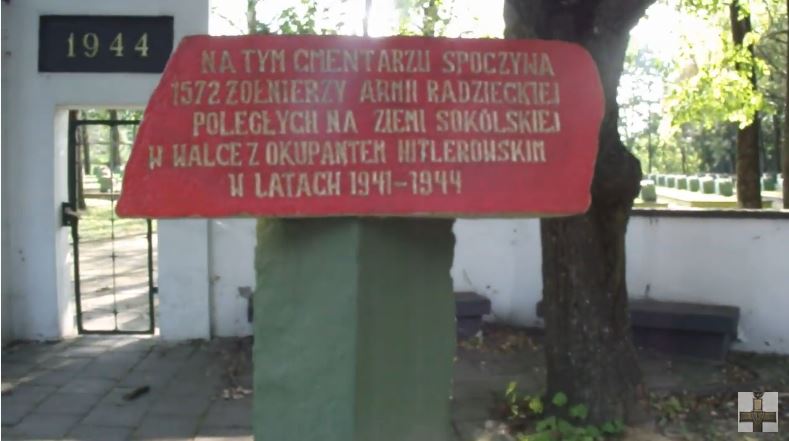 1944
NA TYM CMENTARZU SPOCZYWA
1572 ŻOŁNIERZY ARMII RADZIECKIEJ
POLEGŁYCH NA ZIEMI SOKÓLSKIEJ
W WALCE Z OKUPANTEM HITLEROWSKIM
W LATACH 1941-1944